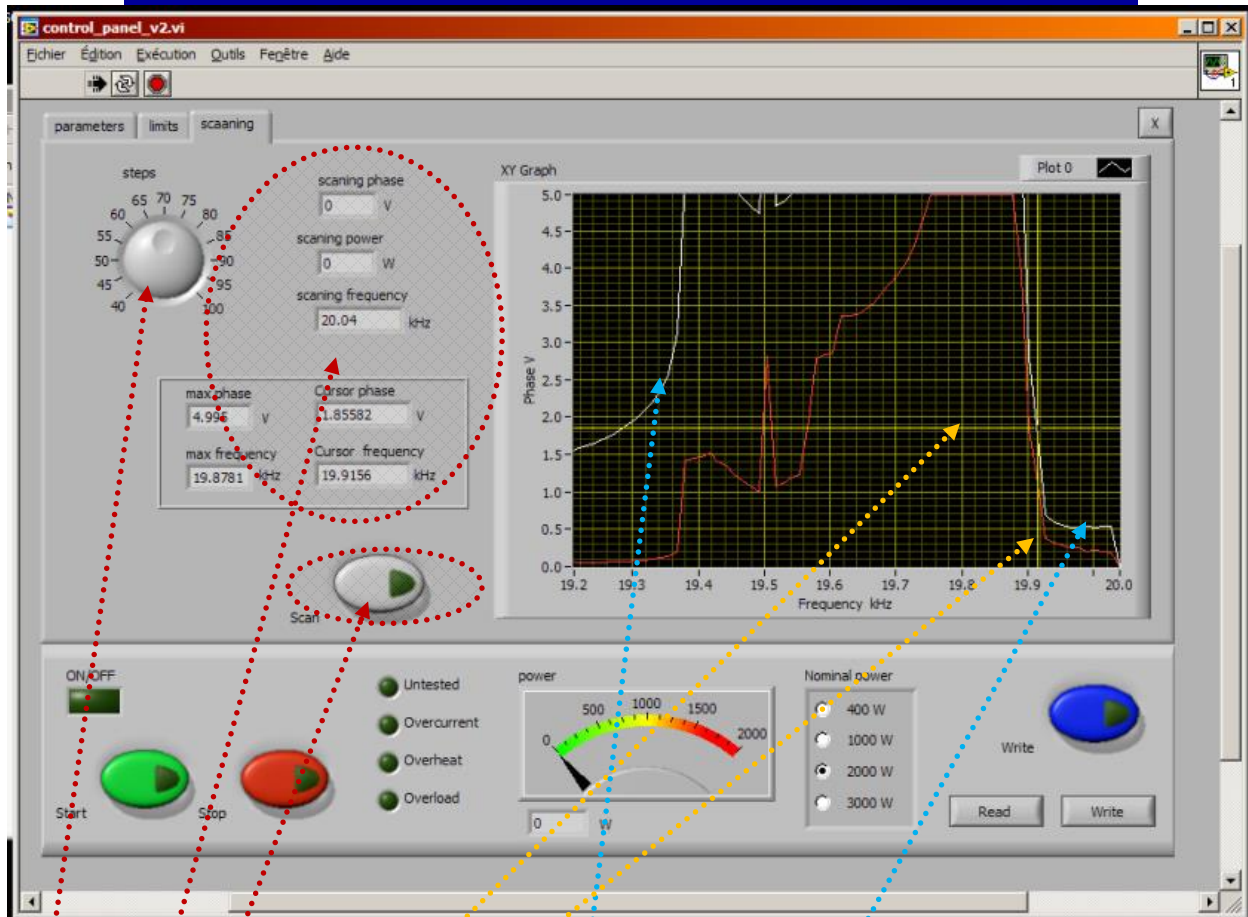 control_panel_v2.vi
Fichier Édition Exécution Outils Fenêtre Aide
1
parameters limits scaaning X
steps
40 45 50 55 60 65 70 75 80 85 90 95 100
scaning phase
0 V
scaning power
0 W
scaning frequency
20.04 kHz
max phase Cursor phase
4.995 V 1.85582 V
max frequency Cursor frequency
19.8781 kHz 19.9156 kHz
Scan
XY Graph Plot 0
5.0
4.5
4.0
3.5
3.0
2.5
2.0
1.5
1.0
0.5
0.0
Phase V
19.2 19.3 19.4 19.5 19.6 19.7 19.8 19.9 20.0
Frequency kHz
ON/OFF
Start Stop
Untested
Overcurrent
Overheat
Overload
power
0 500 1000 1500 2000
0 W
Nominal power
400 W
1000 W
2000 W
3000 W
Write
Read Write